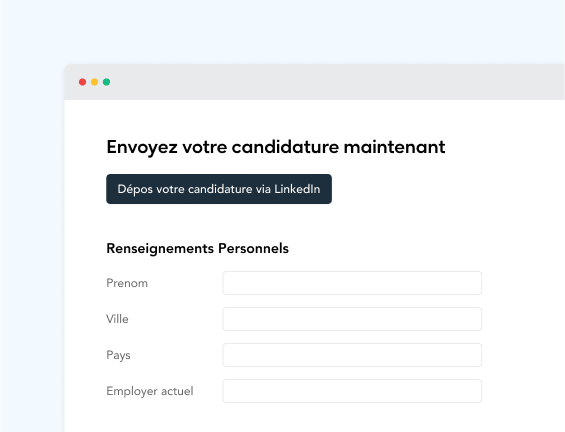 Envoyez votre candidature maintenant
Dépos votre candidature via LinkedIn
Renseignements Personnels
Prenom
Ville
Pays
Employer actuel